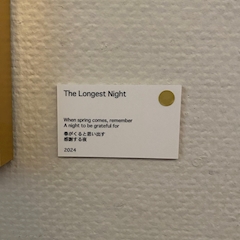 The Longest Night
When spring comes, remember
A night to be grateful for
春がくると思い出す
感謝する夜
2024